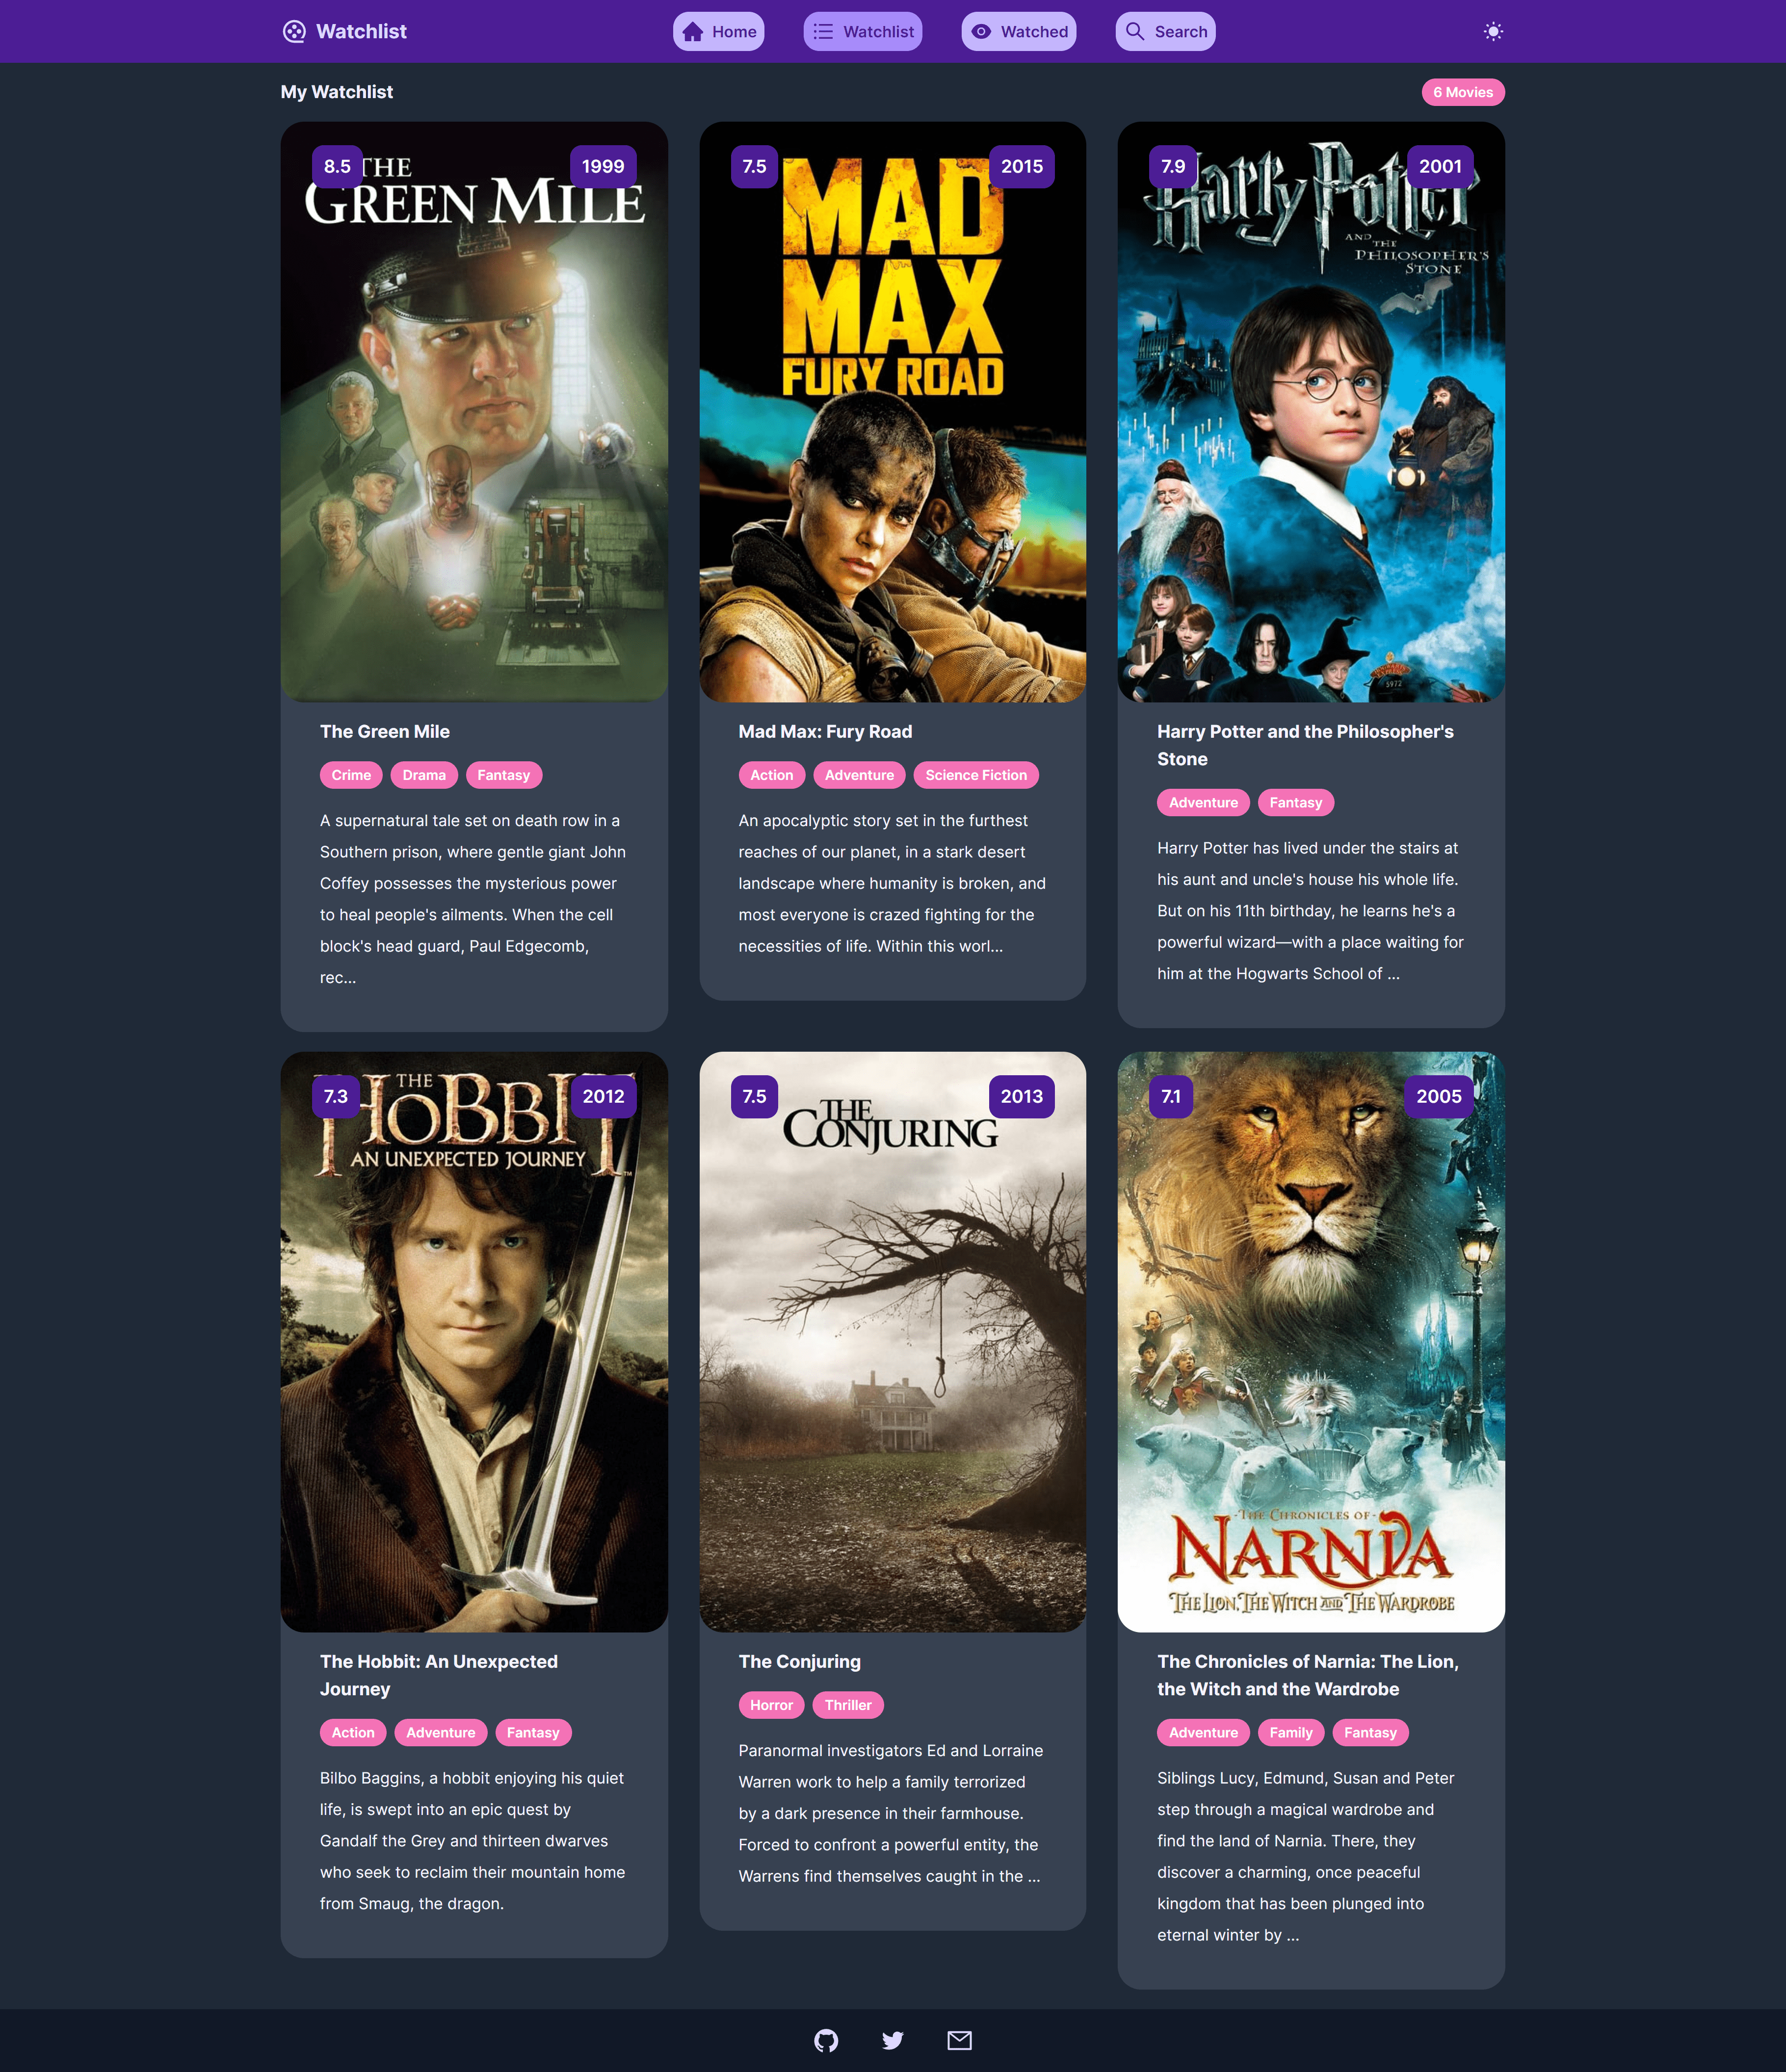 Watchlist
Home
Watchlist
Watched
Search
My Watchlist
6 Movies
8.5
1999
THE
GREEN MILE
The Green Mile
Crime
Drama
Fantasy
A supernatural tale set on death row in a
Southern prison, where gentle giant John
Coffey possesses the mysterious power
to heal people's ailments. When the cell
block's head guard, Paul Edgecomb,
rec...
7.5
2015
MAD
MAX
FURY ROAD
Mad Max: Fury Road
Action
Adventure
Science Fiction
An apocalyptic story set in the furthest
reaches of our planet, in a stark desert
landscape where humanity is broken, and
most everyone is crazed fighting for the
necessities of life. Within this worl...
7.9
2001
Harry Potter
AND THE
PHILOSOPHER'S
STONE
5972
Harry Potter and the Philosopher's
Stone
Adventure
Fantasy
Harry Potter has lived under the stairs at
his aunt and uncle's house his whole life.
But on his 11th birthday, he learns he's a
powerful wizard—with a place waiting for
him at the Hogwarts School of ...
7.3
2012
THE
HOBBIT
AN UNEXPECTED JOURNEY
The Hobbit: An Unexpected
Journey
Action
Adventure
Fantasy
Bilbo Baggins, a hobbit enjoying his quiet
life, is swept into an epic quest by
Gandalf the Grey and thirteen dwarves
who seek to reclaim their mountain home
from Smaug, the dragon.
7.5
2013
THE
CONJURING
The Conjuring
Horror
Thriller
Paranormal investigators Ed and Lorraine
Warren work to help a family terrorized
by a dark presence in their farmhouse.
Forced to confront a powerful entity, the
Warrens find themselves caught in the ...
7.1
2005
THE CHRONICLES OF
NARNIA
THE LION, THE WITCH AND THE WARDROBE
The Chronicles of Narnia: The Lion,
the Witch and the Wardrobe
Adventure
Family
Fantasy
Siblings Lucy, Edmund, Susan and Peter
step through a magical wardrobe and
find the land of Narnia. There, they
discover a charming, once peaceful
kingdom that has been plunged into
eternal winter by ...